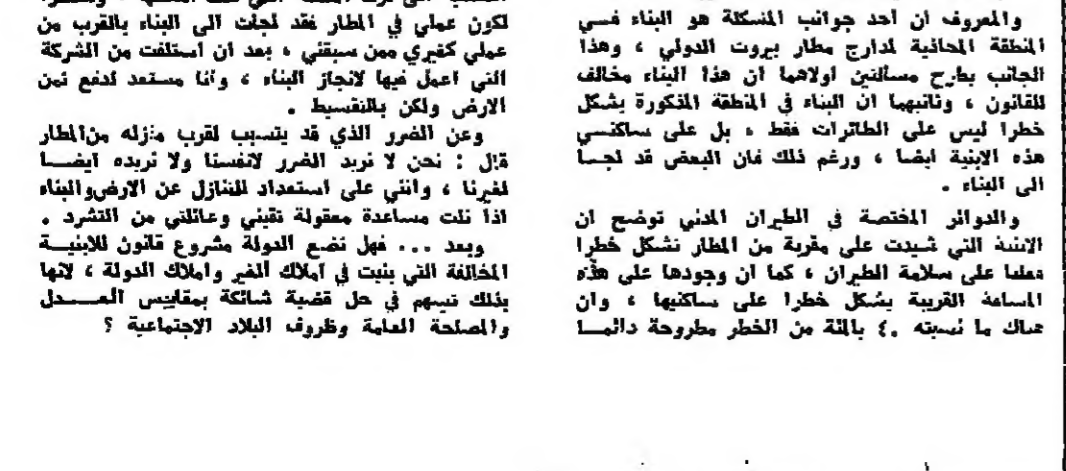 والمعروف ان أحد جوانب المشكلة هو البناء فسي
المنطقة المحاذية لمدارج مطار بيروت الدولي ، وهذا
الجانب يطرح مسألتين اولاهما ان هذا البناء مخالف
للقانون ، وثانيهما ان البناء في المنطقة المذكورة يشكل
خطرا ليس على الطائرات فقط ، بل على ساكنـي
هذه الابنية ايضا ، ورغم ذلك فان البعض قد لجـأ
الى البناء .
والدوائر المختصة في الطيران المدني توضح ان
الابنية التي شيدت على مقربة من المطار تشكل خطرا
فعليا على سلامة الطيران ، كما ان وجودها على هذه
المسافة القريبة يشكل خطرا على ساكنيها ، وان
هناك ما نسبته ٤٠ بالمئة من الخطر مطروحة دائمـا
لكون عملي في المطار فقد لجأت الى البناء بالقرب من
عملي كغيري ممن سبقني ، بعد ان استلفت من الشركة
التي اعمل فيها لانجاز البناء ، وأنا مستعد لدفع ثمن
الارض ولكن بالتقسيط .
وعن الضرر الذي قد يتسبب لقرب منزله من المطار
قال : نحن لا نريد الضرر لانفسنا ولا نريده ايضـا
لغيرنا ، وانني على استعداد للتنازل عن الارض والبناء
اذا نلت مساعدة معقولة تقيني وعائلتي من التشرد .
وبعد ... فهل تضع الدولة مشروع قانون للابنيـة
المخالفة التي بنيت في املاك الغير واملاك الدولة ، لانها
بذلك تسهم في حل قضية شائكة بمقاييس العـدل
والمصلحة العامة وظروف البلاد الاجتماعية ؟